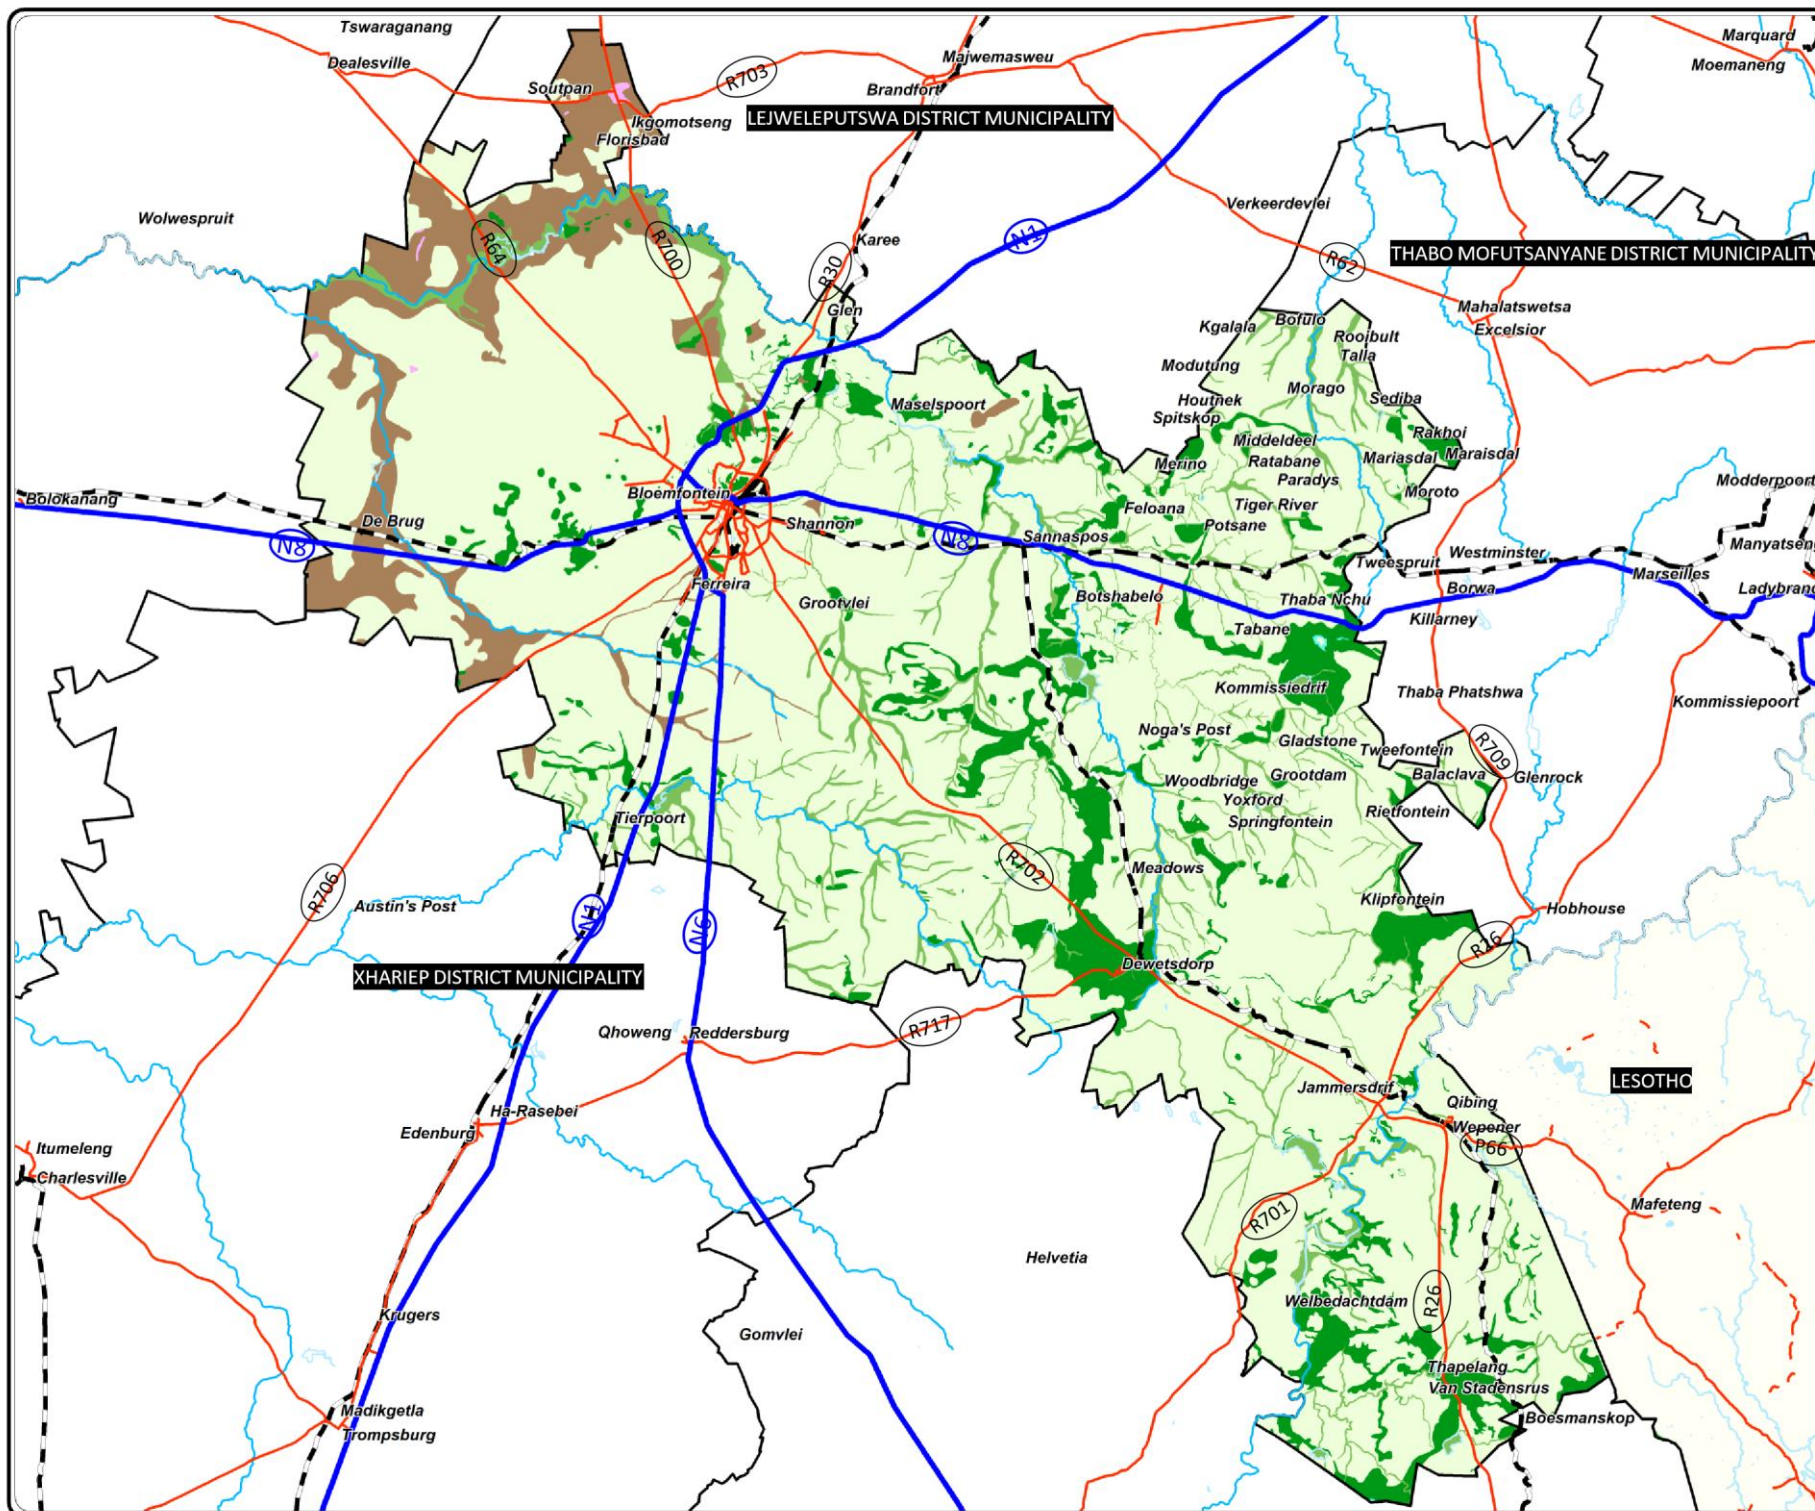 Tswaraganang
Marquard
Dealesville
Majwemasweu
Moemaneng
R703
Soutpan
Brandfort
LEJWELEPUTSWA DISTRICT MUNICIPALITY
Ikgomotseng
Florisbad
Verkeerdevlei
Wolwespruit
Karee
N1
R64
R700
R30
R62
THABO MOFUTSANYANE DISTRICT MUNICIPALITY
Glen
Mahalatswetsa
Kgalala
Bofulo
Excelsior
Rooibult
Talla
Modutung
Morago
Houtnek
Sediba
Maselspoort
Spitskop
Rakhoi
Middeldeel
Merino
Ratabane
Mariasdal
Maraisdal
Paradys
Modderpoort
Bloemfontein
Bolokanang
Moroto
Feloana
Tiger River
De Brug
Shannon
Potsane
N8
N8
Sannaspos
Manyatseng
Westminster
Tweespruit
Marseilles
Ferreira
Borwa
Ladybrand
Botshabelo
Thaba Nchu
Grootvlei
Killarney
Tabane
Kommissiedrif
Thaba Phatshwa
Kommissiepoort
Noga's Post
Gladstone
Tweefontein
R709
Woodbridge
Grootdam
Balaclava
Glenrock
Yoxford
Tierpoort
Springfontein
Rietfontein
R702
Meadows
R706
Austin's Post
Klipfontein
Hobhouse
N1
N6
R26
Dewetsdorp
XHARIEP DISTRICT MUNICIPALITY
Qhoweng
Reddersburg
R717
LESOTHO
Jammersdrif
Ha-Rasebei
Qibing
Edenburg
Wepener
Itumeleng
P66
Charlesville
Mafeteng
R701
Helvetia
R26
Welbedachtdam
Krugers
Gomvlei
Thapelang
Van Stadensrus
Madikgetla
Boesmanskop
Trompsburg